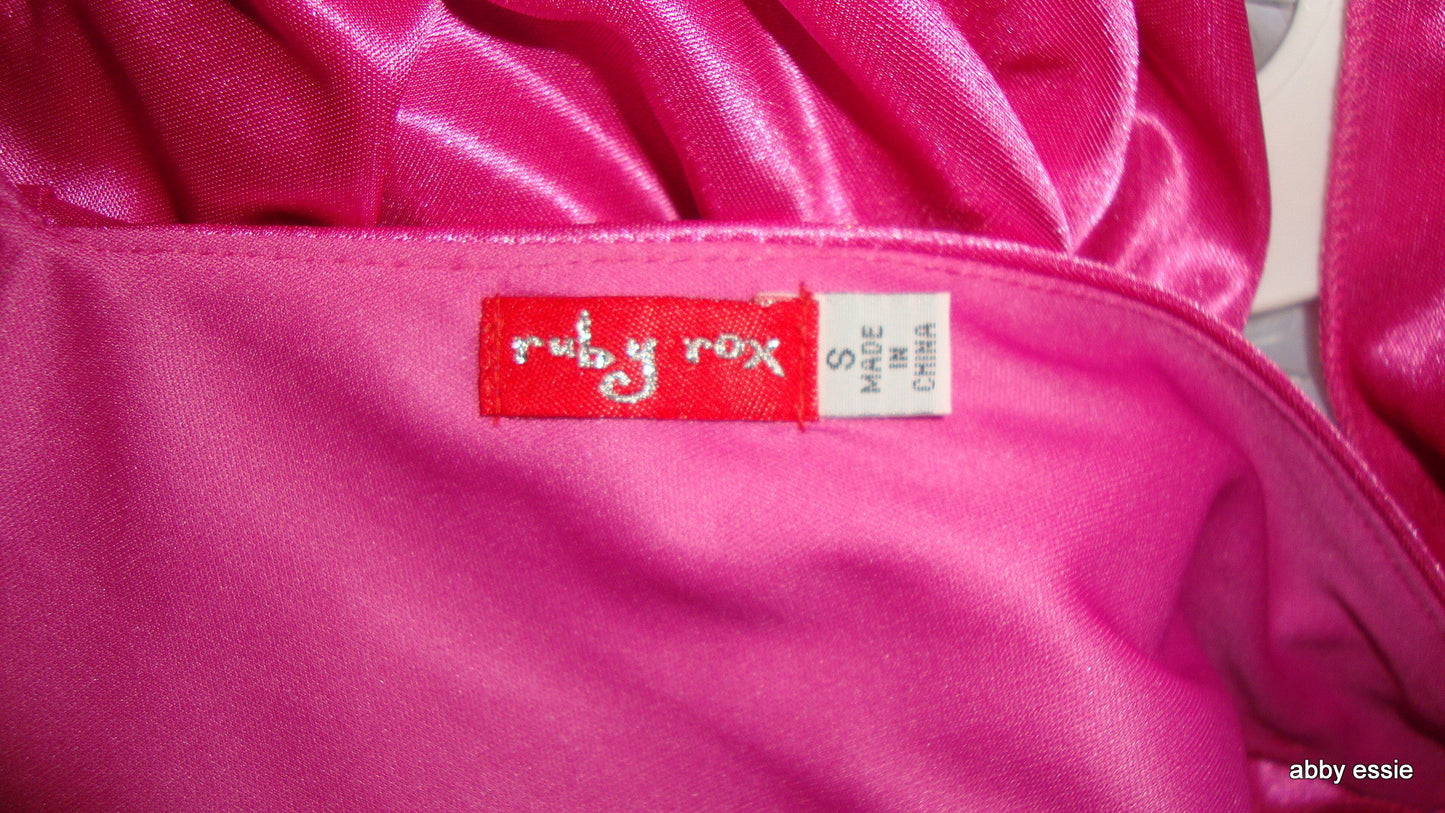 ruby rox
S
MADE
IN
CHINA
abby essie